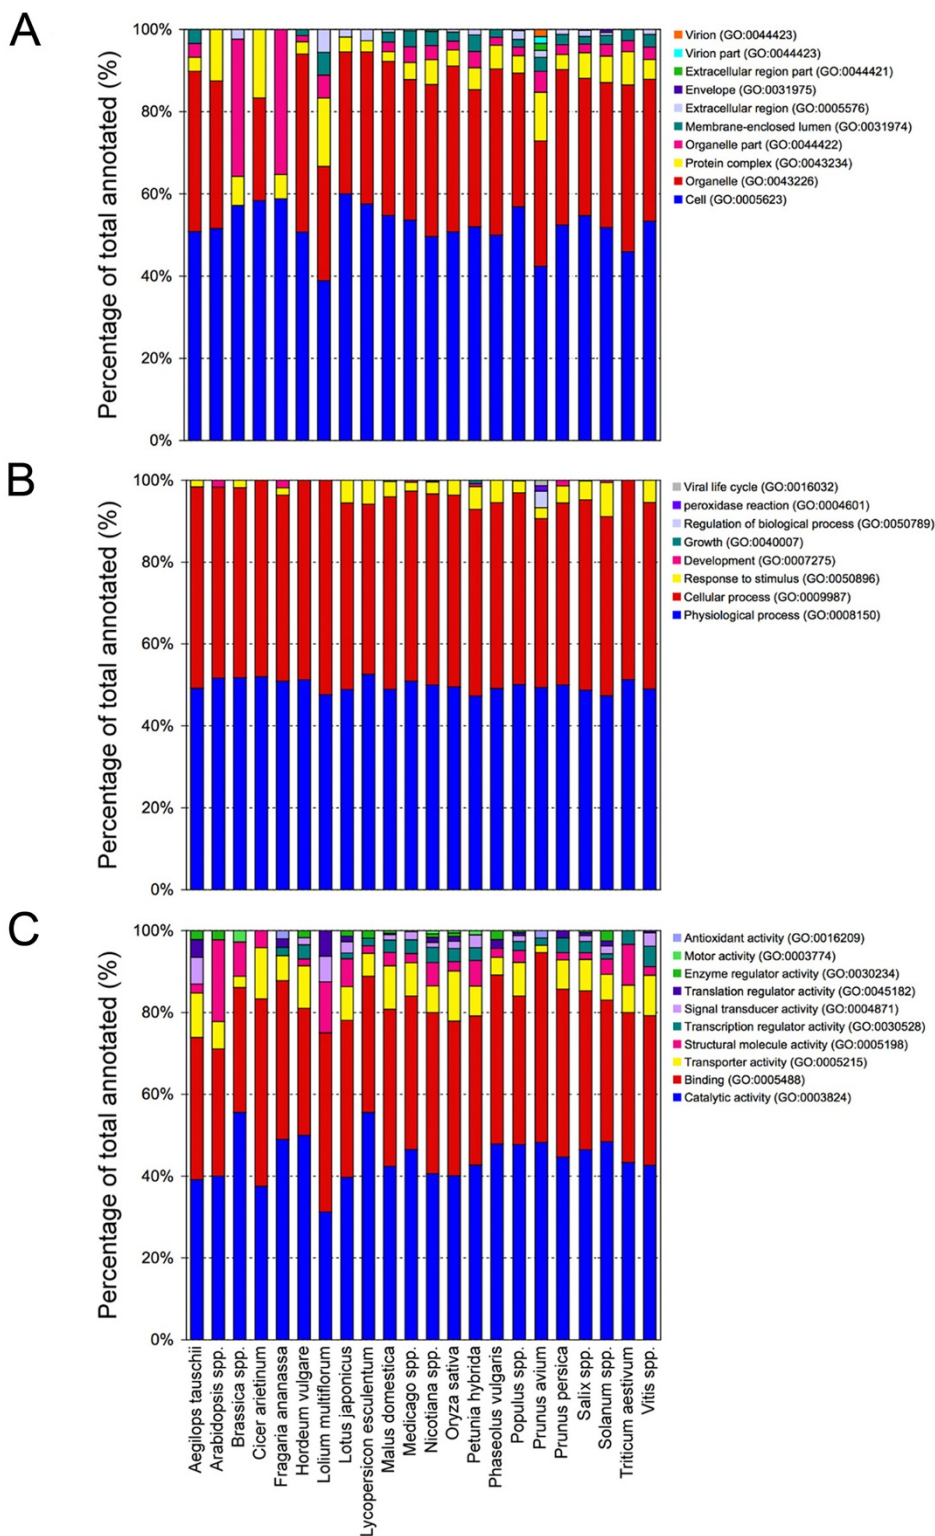 A
Percentage of total annotated (%)
100%
80%
60%
40%
20%
0%
Virion (GO:0044423)
Virion part (GO:0044423)
Extracellular region part (GO:0044421)
Envelope (GO:0031975)
Extracellular region (GO:0005576)
Membrane-enclosed lumen (GO:0031974)
Organelle part (GO:0044422)
Protein complex (GO:0043234)
Organelle (GO:0043226)
Cell (GO:0005623)
B
Percentage of total annotated (%)
100%
80%
60%
40%
20%
0%
Viral life cycle (GO:0016032)
peroxidase reaction (GO:0004601)
Regulation of biological process (GO:0050789)
Growth (GO:0040007)
Development (GO:0007275)
Response to stimulus (GO:0050896)
Cellular process (GO:0009987)
Physiological process (GO:0008150)
C
Percentage of total annotated (%)
100%
80%
60%
40%
20%
0%
Antioxidant activity (GO:0016209)
Motor activity (GO:0003774)
Enzyme regulator activity (GO:0030234)
Translation regulator activity (GO:0045182)
Signal transducer activity (GO:0004871)
Transcription regulator activity (GO:0030528)
Structural molecule activity (GO:0005198)
Transporter activity (GO:0005215)
Binding (GO:0005488)
Catalytic activity (GO:0003824)
Aegilops tauschii
Arabidopsis spp.
Brassica spp.
Cicer arietinum
Fragaria ananassa
Hordeum vulgare
Lolium multiflorum
Lotus japonicus
Lycopersicon esculentum
Malus domestica
Medicago spp.
Nicotiana spp.
Oryza sativa
Petunia hybrida
Phaseolus vulgaris
Populus spp.
Prunus avium
Prunus persica
Salix spp.
Solanum spp.
Triticum aestivum
Vitis spp.